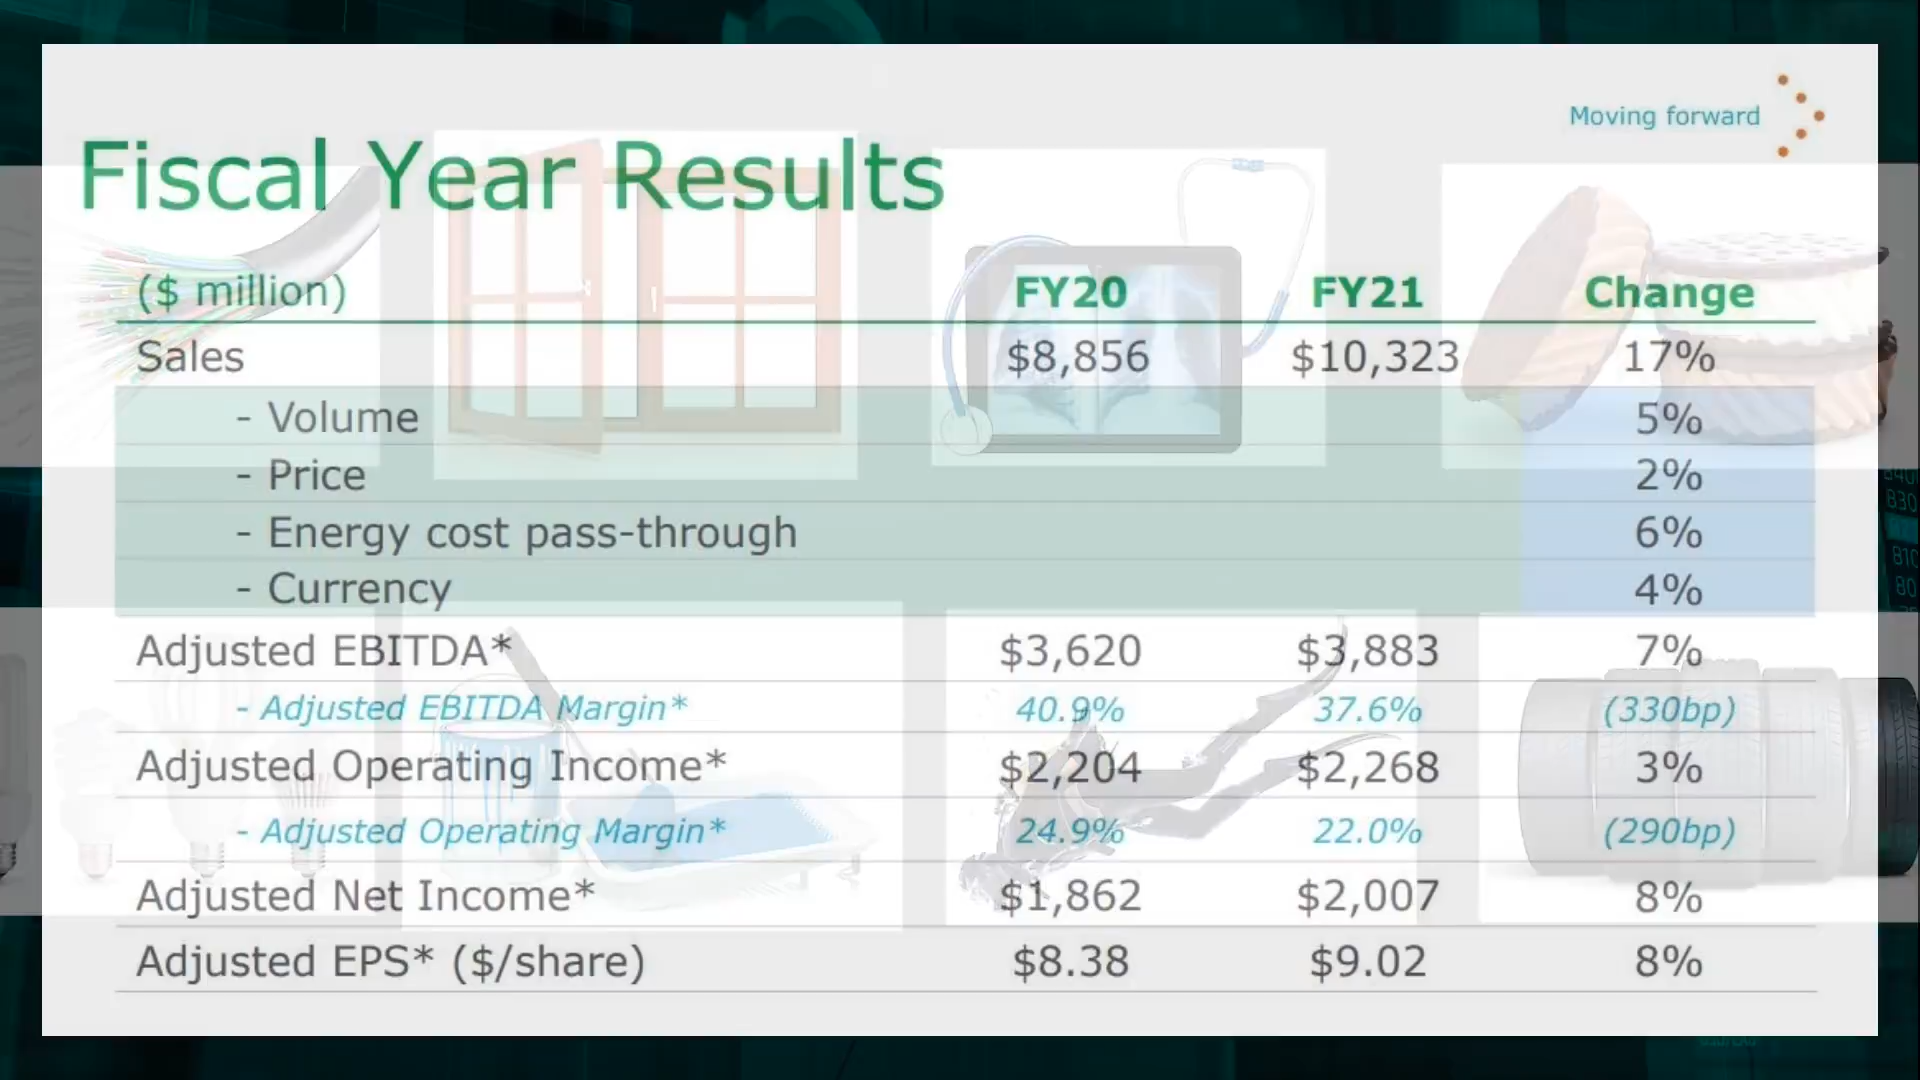 Moving forward
Fiscal Year Results
($ million) FY20 FY21 Change
Sales $8,856 $10,323 17%
- Volume 5%
- Price 2%
- Energy cost pass-through 6%
- Currency 4%
Adjusted EBITDA* $3,620 $3,883 7%
- Adjusted EBITDA Margin* 40.9% 37.6% (330bp)
Adjusted Operating Income* $2,204 $2,268 3%
- Adjusted Operating Margin* 24.9% 22.0% (290bp)
Adjusted Net Income* $1,862 $2,007 8%
Adjusted EPS* ($/share) $8.38 $9.02 8%